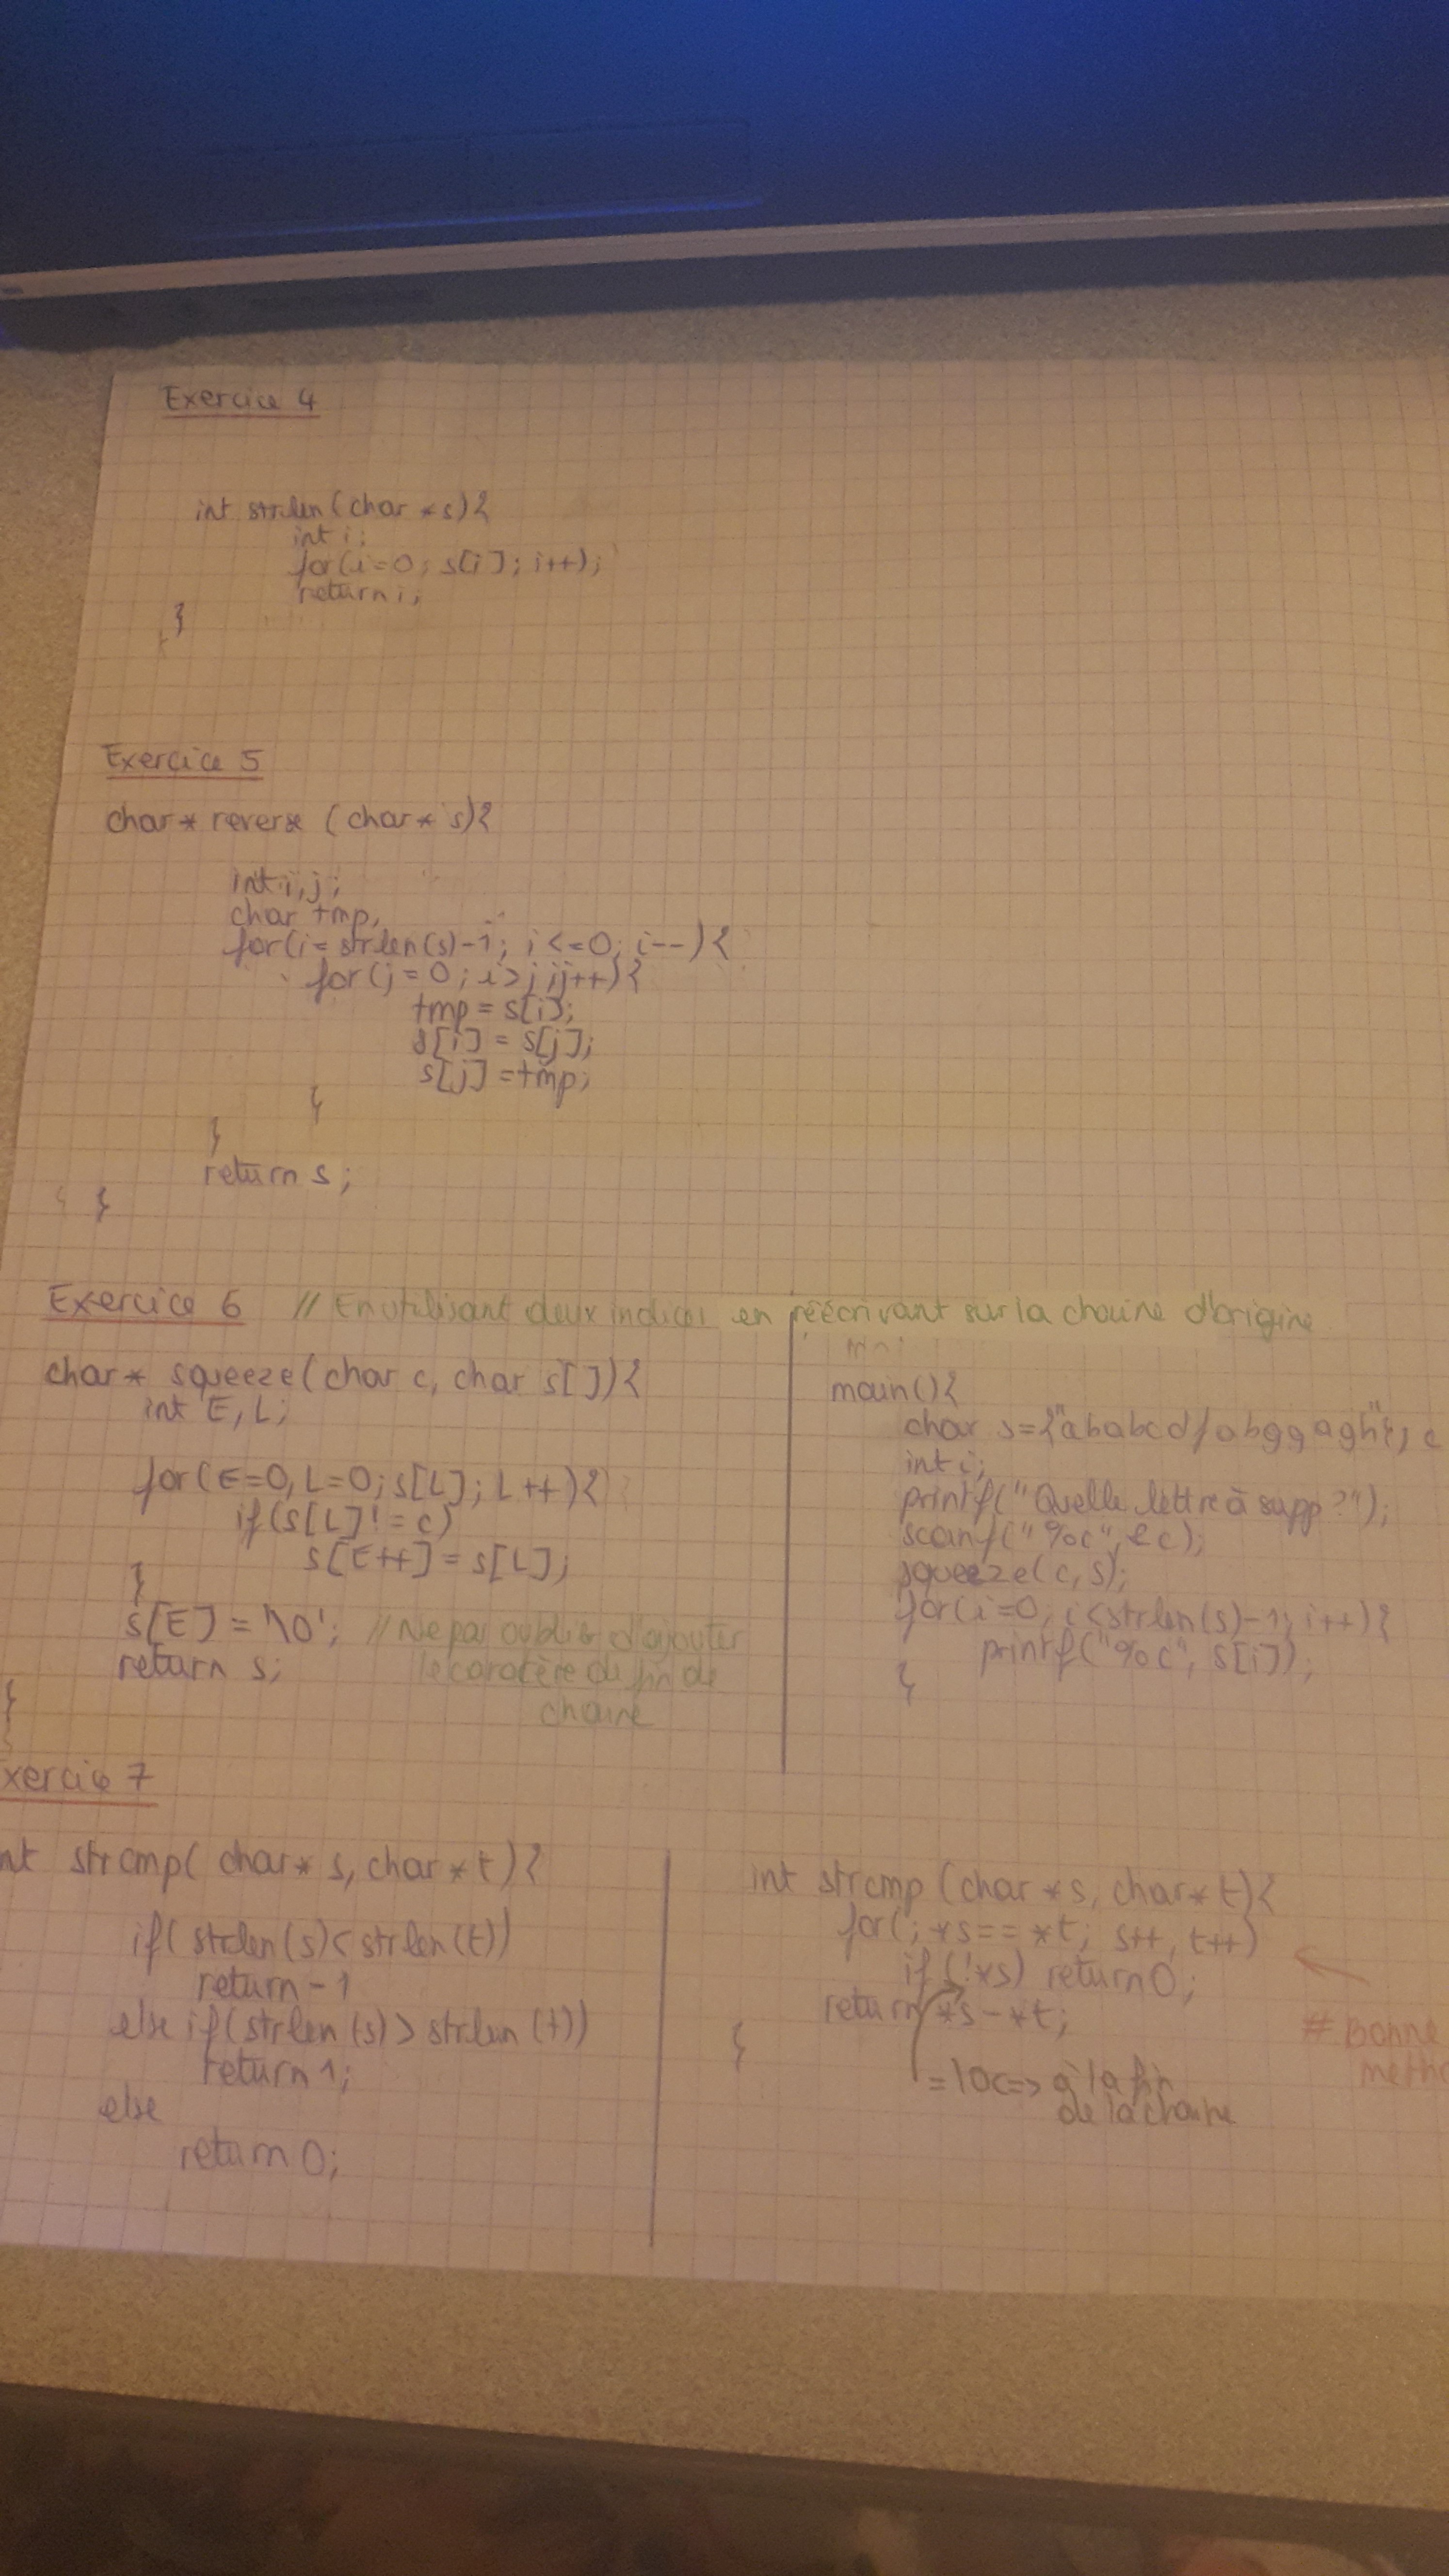 Exercice 4
int strlen (char *s){
int i;
for(i=0; s[i]; i++);
return i;
}
Exercice 5
char* reverse (char* s){
int i,j;
char tmp,
for(i= strlen(s)-1; i<=0; i--){
for(j=0; i>j; j++){
tmp = s[i];
s[i] = s[j];
s[j] = tmp;
}
}
return s;
}
Exercice 6 // En utilisant deux indices en réécrivant sur la chaine d'origine
char* squeeze(char c, char s[]){
int E, L;
for(E=0, L=0; s[L]; L++){
if(s[L] != c)
s[E++] = s[L];
}
s[E] = '\0'; // Ne pas oublier d'ajouter
le caractère de fin de
chaine
return s;
}
main(){
char s={"ababcd/abggagh"}, c
int i;
printf("Quelle lettre à supp?");
scanf("%c", &c);
squeeze(c,s);
for(i=0, i<strlen(s)-1; i++){
printf("%c", s[i]);
}
xercice 7
nt strcmp( char* s, char* t){
if( strlen(s)< strlen(t))
return -1
else if(strlen(s)> strlen(t))
return 1;
else
return 0;
int strcmp (char *s, char* t){
for(; *s== *t; s++, t++)
if (!*s) return 0;
return *s-*t;
}
=\0 <=> à la fin
de la chaine
# Bonne
meth